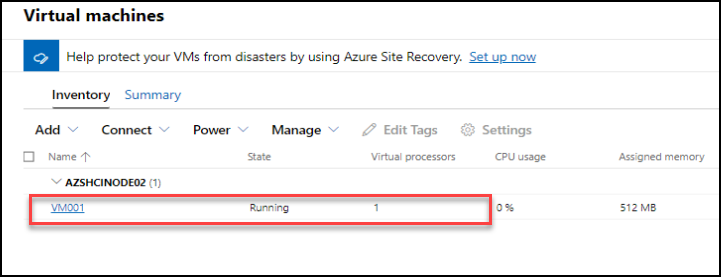 Virtual machines
Help protect your VMs from disasters by using Azure Site Recovery. Set up now
Inventory Summary
Add Connect Power Manage Edit Tags Settings
Name State Virtual processors CPU usage Assigned memory
AZSHCINODE02 (1)
VM001 Running 1 0 % 512 MB